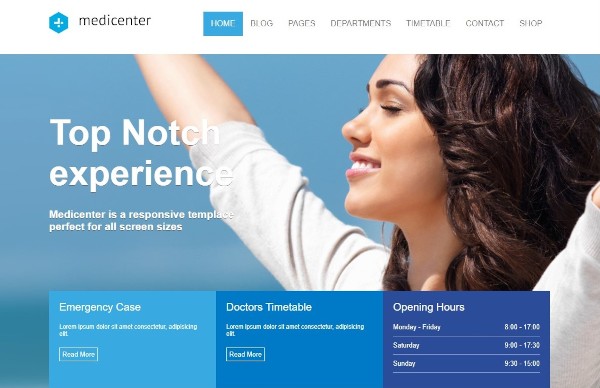 medicenter
HOME BLOG PAGES DEPARTMENTS TIMETABLE CONTACT SHOP
Top Notch
experience
Medicenter is a responsive template
perfect for all screen sizes
Emergency Case
Lorem ipsum dolor sit amet consectetur, adipisicing
elit.
Read More
Doctors Timetable
Lorem ipsum dolor sit amet consectetur, adipisicing
elit.
Read More
Opening Hours
Monday - Friday 8:00 - 17:00
Saturday 9:00 - 17:30
Sunday 9:30 - 15:00